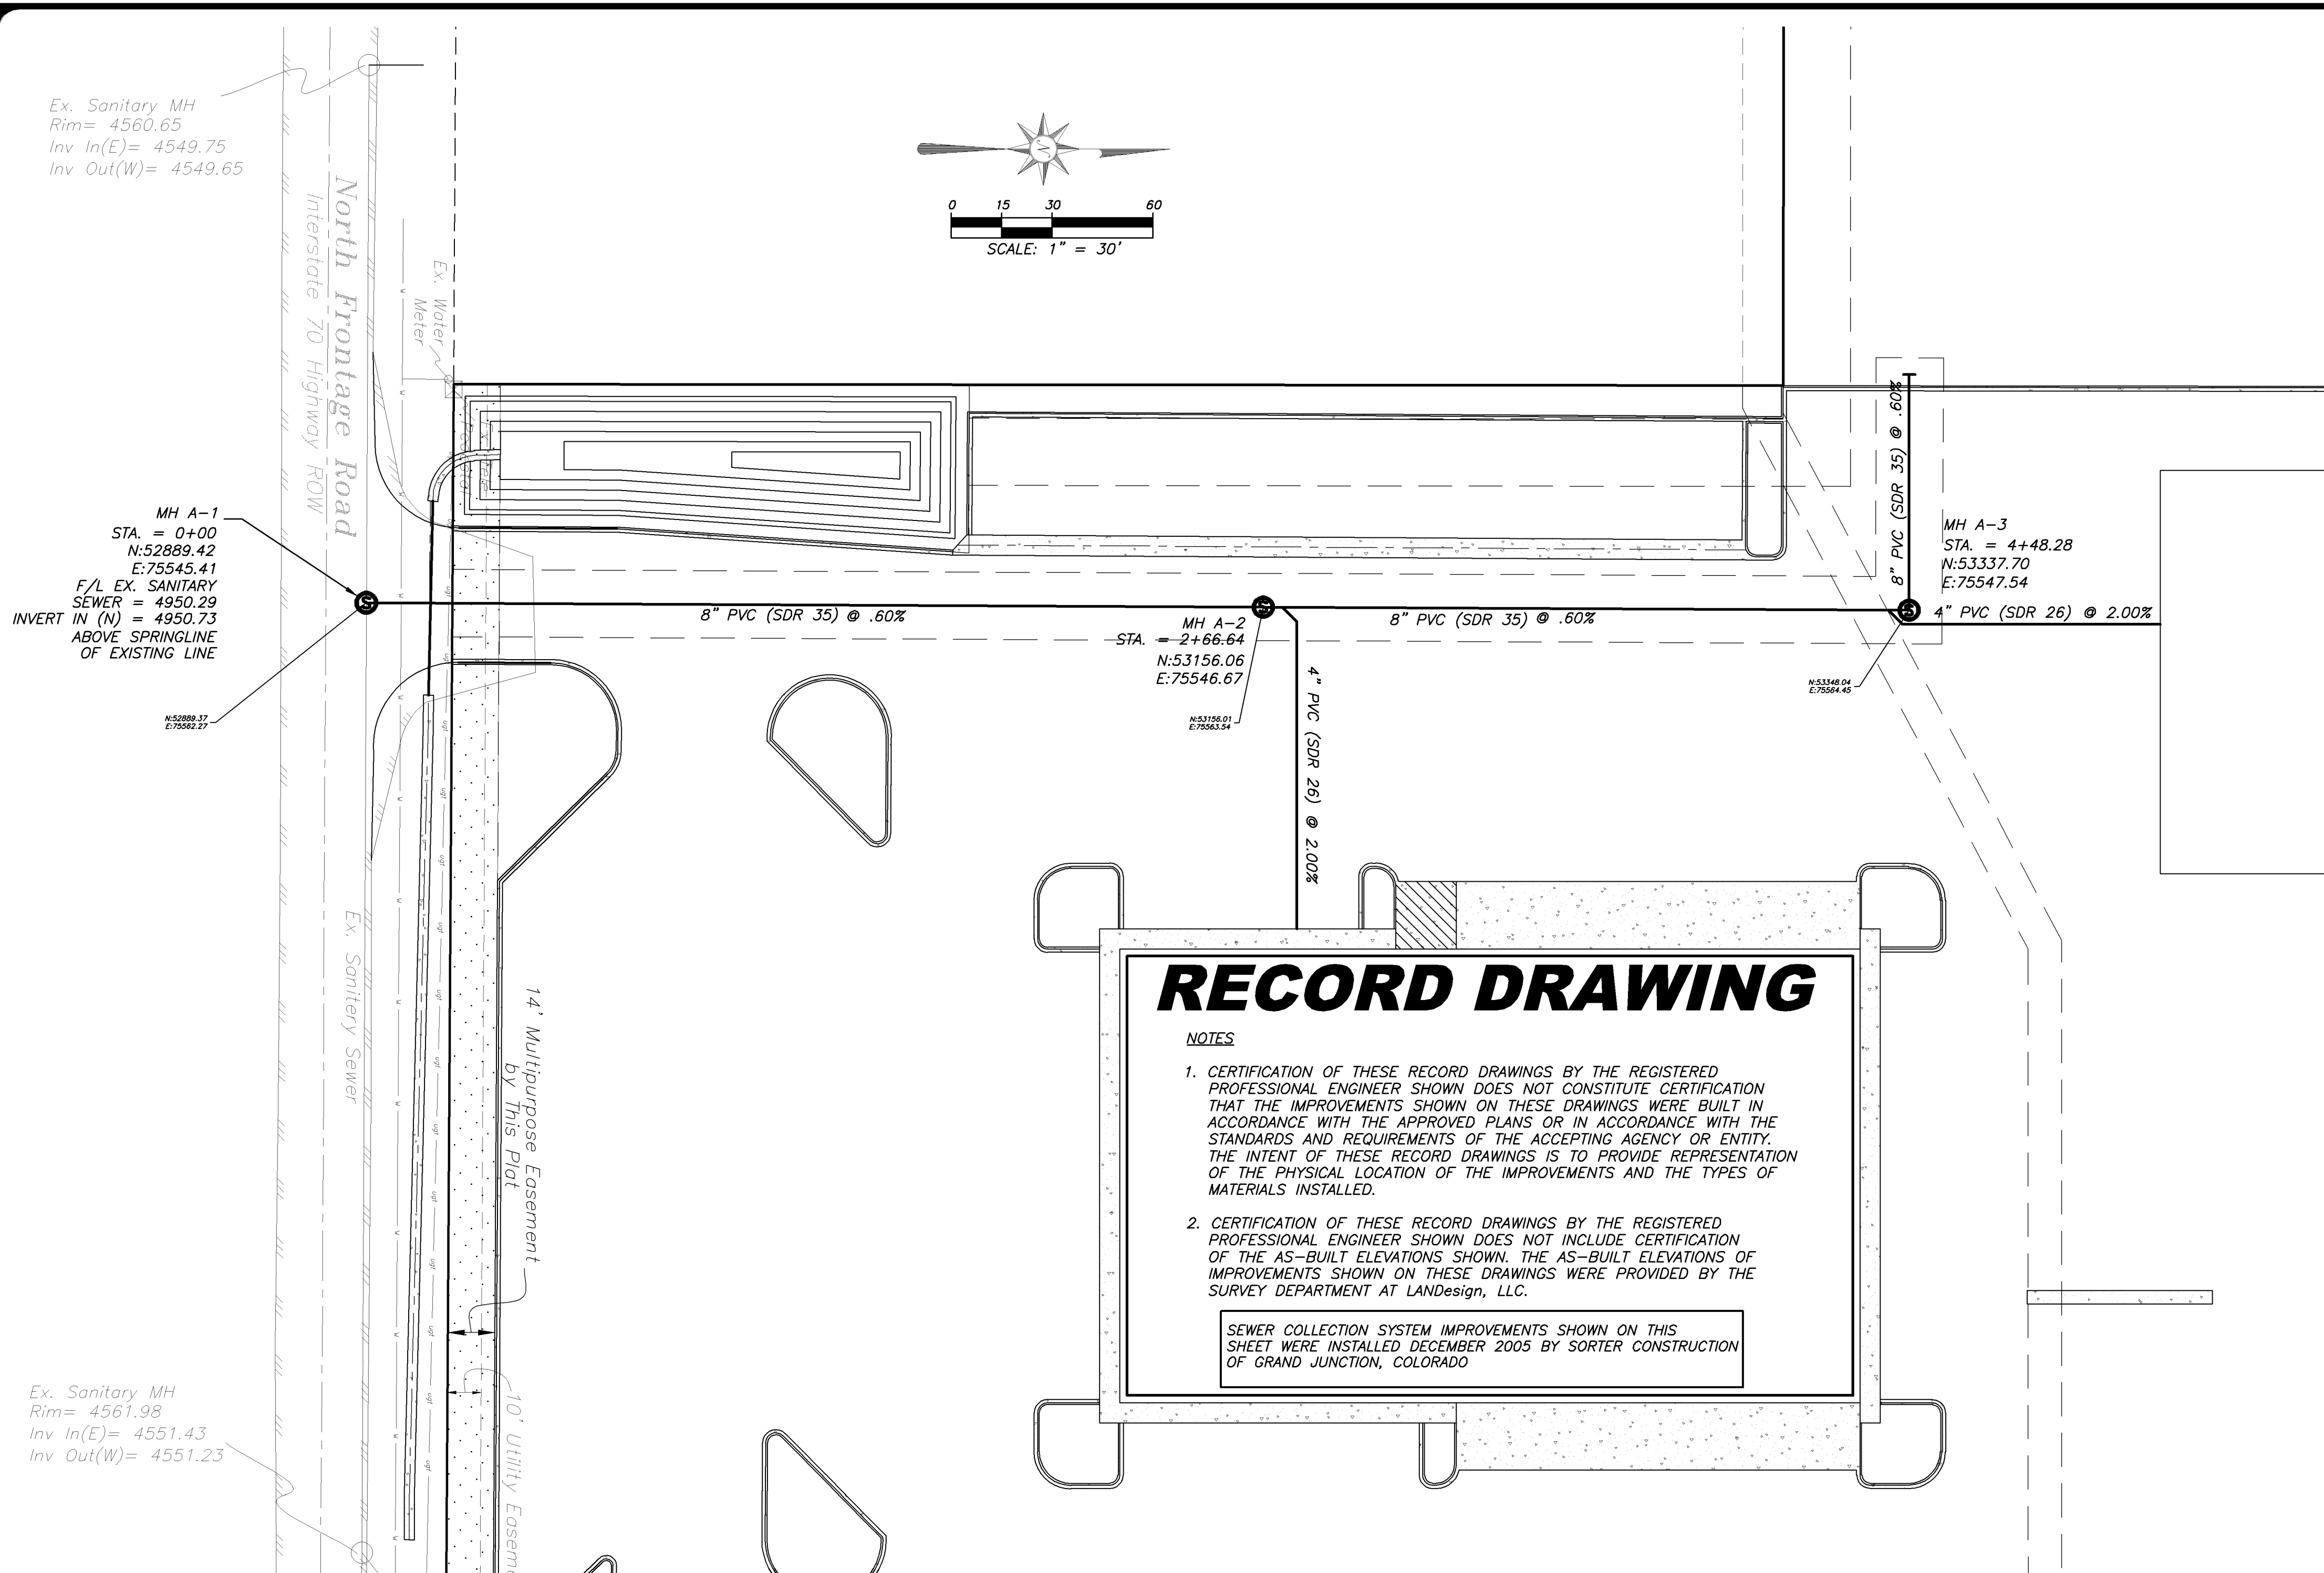 Ex. Sanitary MH
Rim= 4560.65
Inv In(E)= 4549.75
Inv Out(W)= 4549.65
North Frontage Road
Interstate 70 Highway ROW
Ex. Water
Meter
N
0 15 30 60
SCALE: 1" = 30'
MH A-1
STA. = 0+00
N:52889.42
E:75545.41
F/L EX. SANITARY
SEWER = 4950.29
INVERT IN (N) = 4950.73
ABOVE SPRINGLINE
OF EXISTING LINE
N:52889.37
E:75562.27
8" PVC (SDR 35) @ .60%
MH A-2
STA. = 2+66.64
N:53156.06
E:75546.67
N:53156.01
E:75563.54
4" PVC (SDR 26) @ 2.00%
8" PVC (SDR 35) @ .60%
8" PVC (SDR 35) @ .60%
MH A-3
STA. = 4+48.28
N:53337.70
E:75547.54
4" PVC (SDR 26) @ 2.00%
N:53348.04
E:75564.45
Ex. Sanitery Sewer
14' Multipurpose Easement
by This Plat
10' Utility
Ex. Sanitary MH
Rim= 4561.98
Inv In(E)= 4551.43
Inv Out(W)= 4551.23
RECORD DRAWING
NOTES
1. CERTIFICATION OF THESE RECORD DRAWINGS BY THE REGISTERED
PROFESSIONAL ENGINEER SHOWN DOES NOT CONSTITUTE CERTIFICATION
THAT THE IMPROVEMENTS SHOWN ON THESE DRAWINGS WERE BUILT IN
ACCORDANCE WITH THE APPROVED PLANS OR IN ACCORDANCE WITH THE
STANDARDS AND REQUIREMENTS OF THE ACCEPTING AGENCY OR ENTITY.
THE INTENT OF THESE RECORD DRAWINGS IS TO PROVIDE REPRESENTATION
OF THE PHYSICAL LOCATION OF THE IMPROVEMENTS AND THE TYPES OF
MATERIALS INSTALLED.
2. CERTIFICATION OF THESE RECORD DRAWINGS BY THE REGISTERED
PROFESSIONAL ENGINEER SHOWN DOES NOT INCLUDE CERTIFICATION
OF THE AS-BUILT ELEVATIONS SHOWN. THE AS-BUILT ELEVATIONS OF
IMPROVEMENTS SHOWN ON THESE DRAWINGS WERE PROVIDED BY THE
SURVEY DEPARTMENT AT LANDesign, LLC.
SEWER COLLECTION SYSTEM IMPROVEMENTS SHOWN ON THIS
SHEET WERE INSTALLED DECEMBER 2005 BY SORTER CONSTRUCTION
OF GRAND JUNCTION, COLORADO